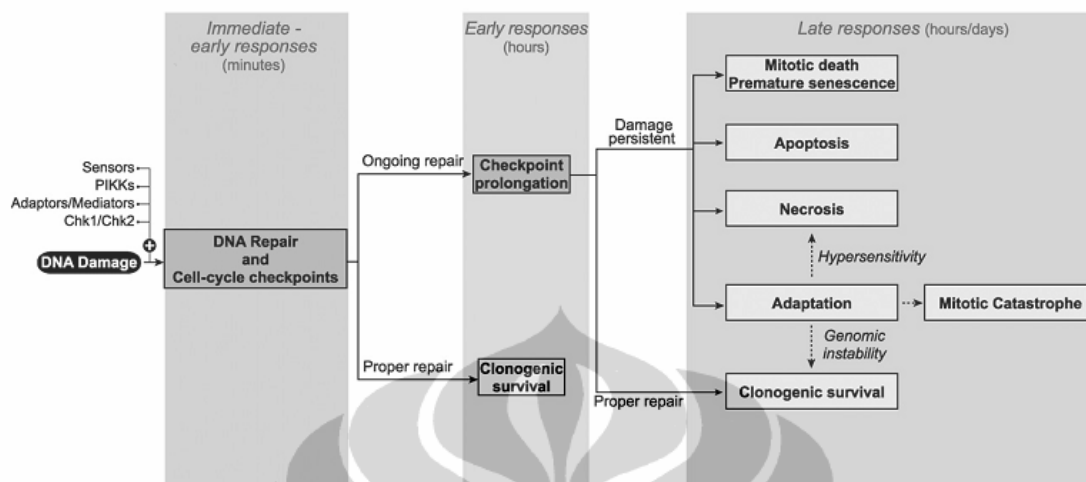 Immediate -
early responses
(minutes)
Early responses
(hours)
Late responses (hours/days)
Sensors
PIKKs
Adaptors/Mediators
Chk1/Chk2
DNA Damage
+
DNA Repair
and
Cell-cycle checkpoints
Ongoing repair
Proper repair
Checkpoint
prolongation
Clonogenic
survival
Damage
persistent
Proper repair
Mitotic death
Premature senescence
Apoptosis
Necrosis
Hypersensitivity
Adaptation
Mitotic Catastrophe
Genomic
instability
Clonogenic survival